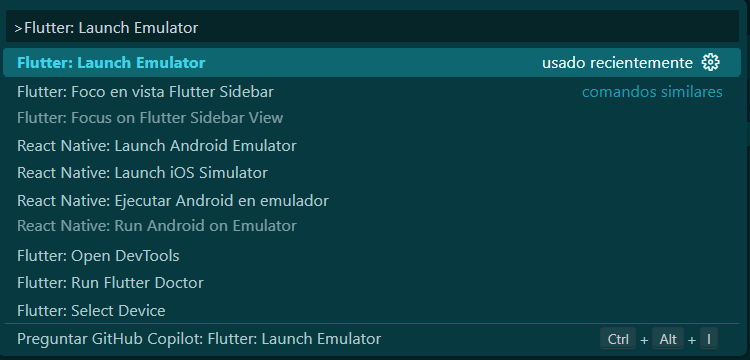 >Flutter: Launch Emulator
Flutter: Launch Emulator usado recientemente
Flutter: Foco en vista Flutter Sidebar comandos similares
Flutter: Focus on Flutter Sidebar View
React Native: Launch Android Emulator
React Native: Launch iOS Simulator
React Native: Ejecutar Android en emulador
React Native: Run Android on Emulator
Flutter: Open DevTools
Flutter: Run Flutter Doctor
Flutter: Select Device
Preguntar GitHub Copilot: Flutter: Launch Emulator Ctrl + Alt + I